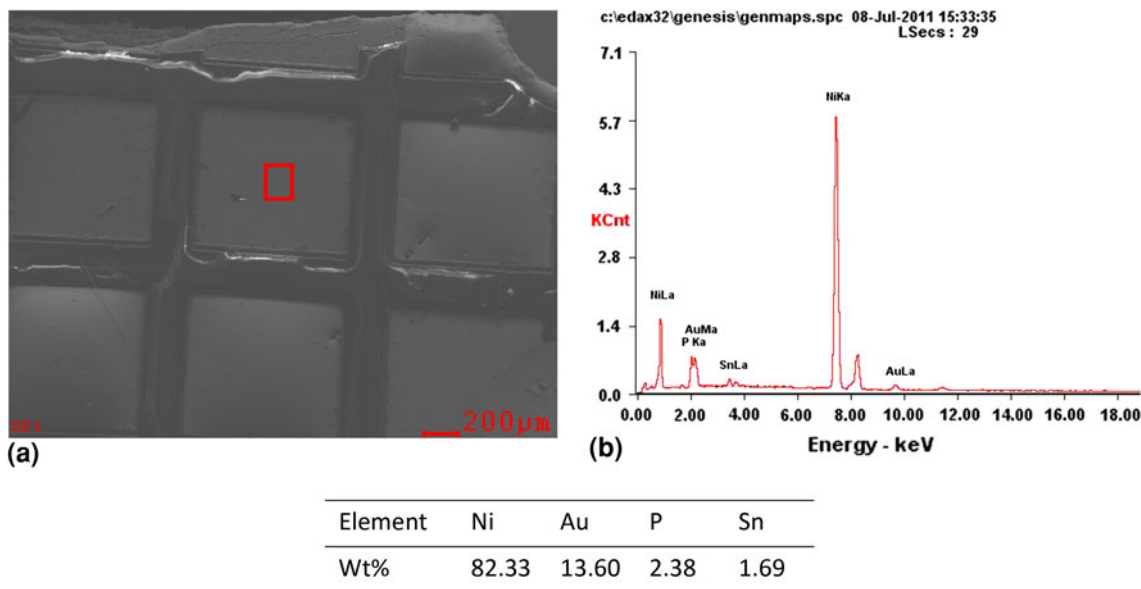 c:\edax32\genesis\genmaps.spc 08-Jul-2011 15:33:35
LSecs : 29
7.1
5.7
4.3
KCnt
2.8
1.4
0.0
NiKa
NiLa
AuMa
P Ka
SnLa
AuLa
0.00 2.00 4.00 6.00 8.00 10.00 12.00 14.00 16.00 18.00
Energy - keV
SE1
200µm
(a)
(b)
Element Ni Au P Sn
Wt% 82.33 13.60 2.38 1.69